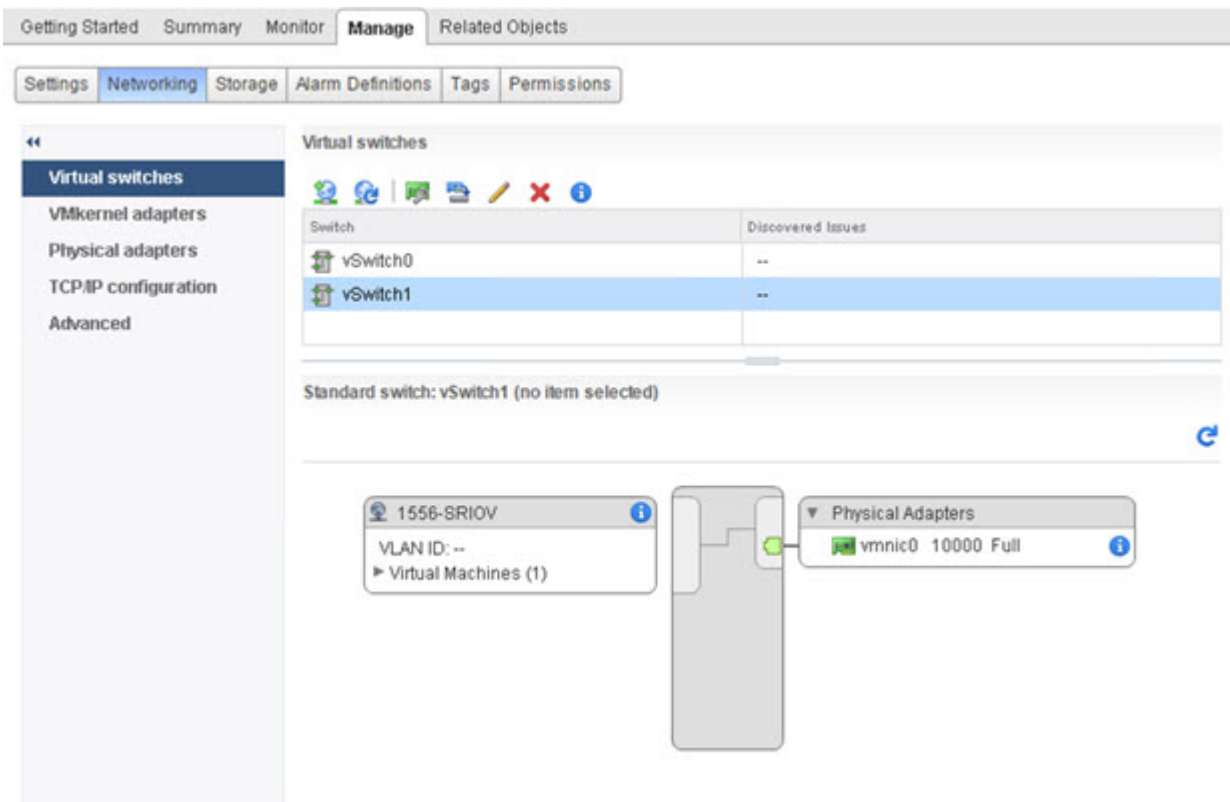 Getting Started Summary Monitor Manage Related Objects
Settings Networking Storage Alarm Definitions Tags Permissions
Virtual switches
VMkernel adapters
Physical adapters
TCP/IP configuration
Advanced
Virtual switches
Switch Discovered Issues
vSwitch0 --
vSwitch1 --
Standard switch: vSwitch1 (no item selected)
1556-SRIOV
VLAN ID: --
Virtual Machines (1)
Physical Adapters
vmnic0 10000 Full